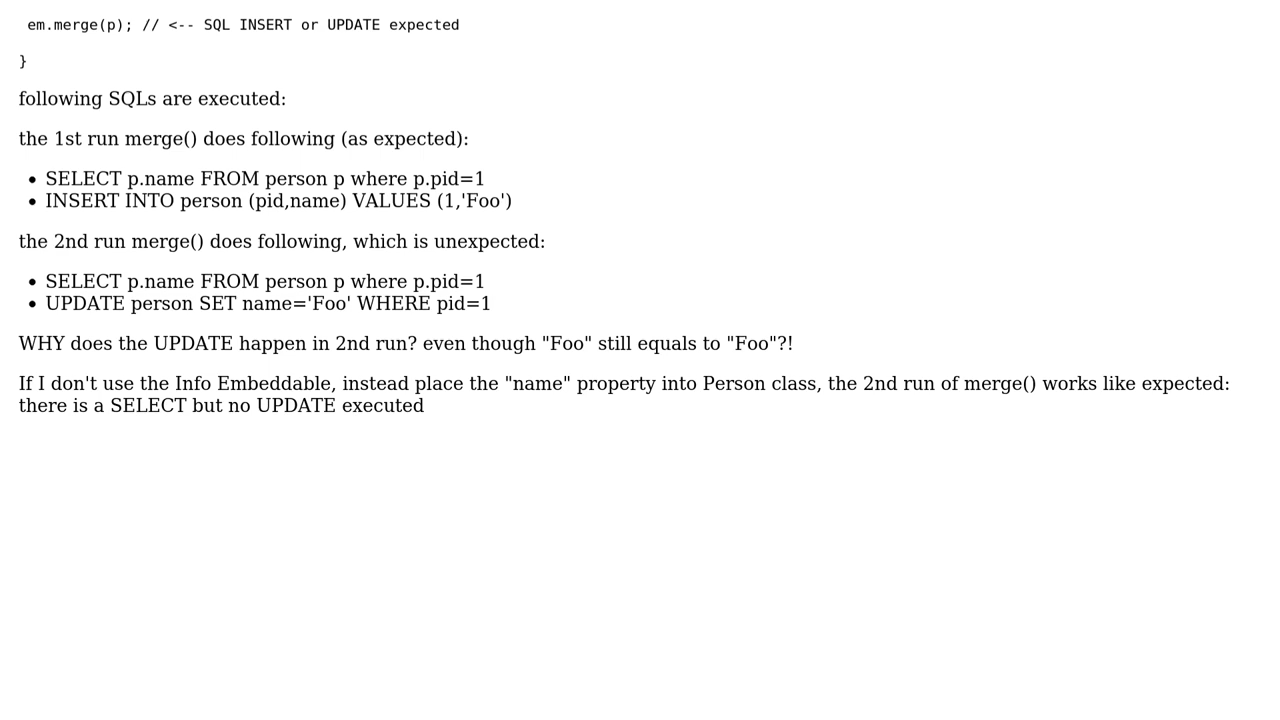 em.merge(p); // <-- SQL INSERT or UPDATE expected
}
following SQLs are executed:
the 1st run merge() does following (as expected):
• SELECT p.name FROM person p where p.pid=1
• INSERT INTO person (pid,name) VALUES (1,'Foo')
the 2nd run merge() does following, which is unexpected:
• SELECT p.name FROM person p where p.pid=1
• UPDATE person SET name='Foo' WHERE pid=1
WHY does the UPDATE happen in 2nd run? even though "Foo" still equals to "Foo"?!
If I don't use the Info Embeddable, instead place the "name" property into Person class, the 2nd run of merge() works like expected:
there is a SELECT but no UPDATE executed